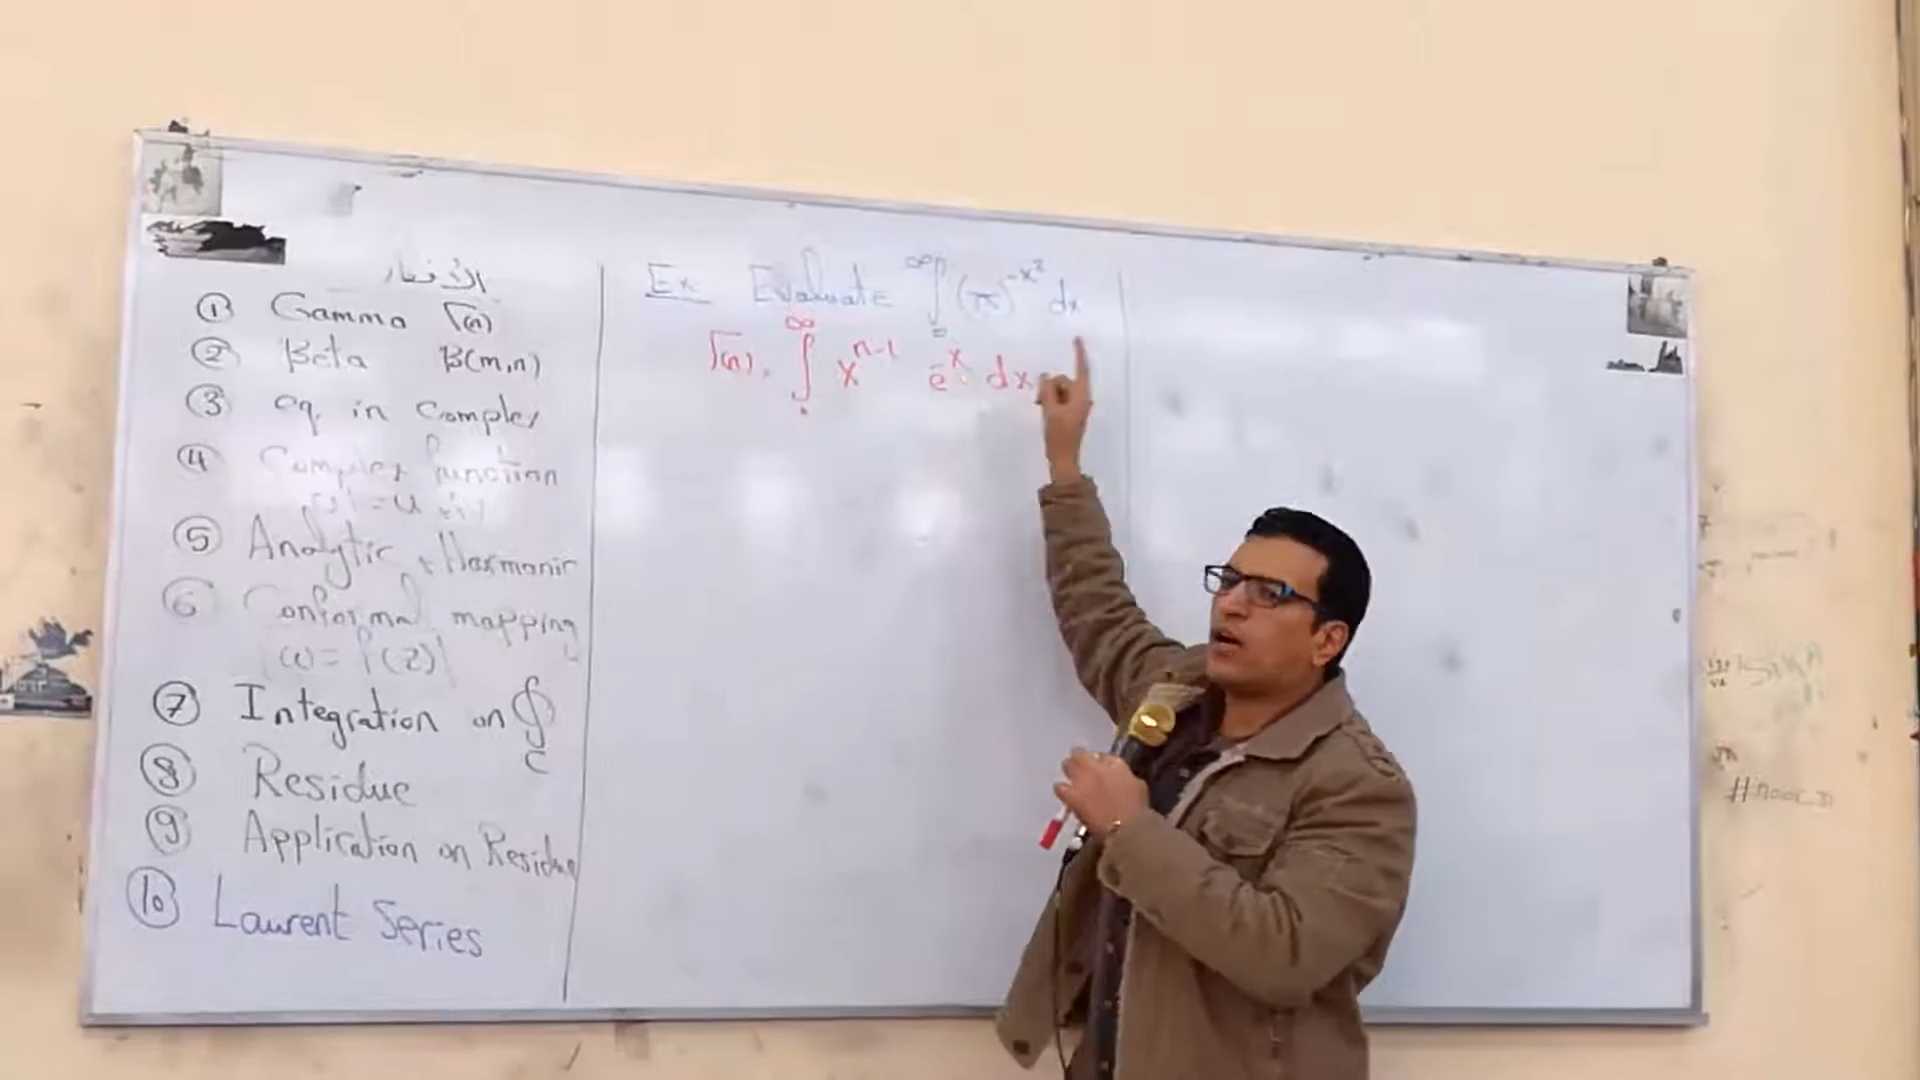 ① Gamma Γ(n)
② Beta β(m,n)
③ eq. in Complex
④ Complex function
⑤ Analytic + Harmonic
⑥ Conformal mapping
ω = f(z)
⑦ Integration on ∮c
⑧ Residue
⑨ Application on Residue
⑩ Laurent Series
Ex Evaluate ∫₀^∞ (π)^{-x²} dx
Γ(n) = ∫₀^∞ x^{n-1} e^{-x} dx